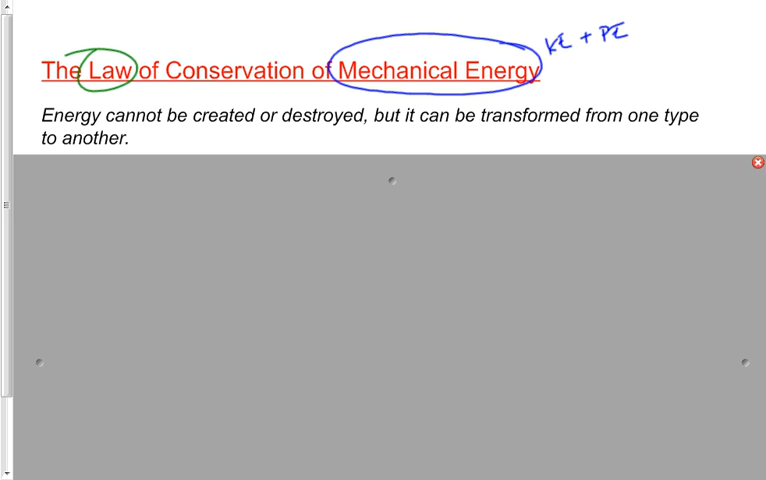 KE + PE
The Law of Conservation of Mechanical Energy
Energy cannot be created or destroyed, but it can be transformed from one type
to another.